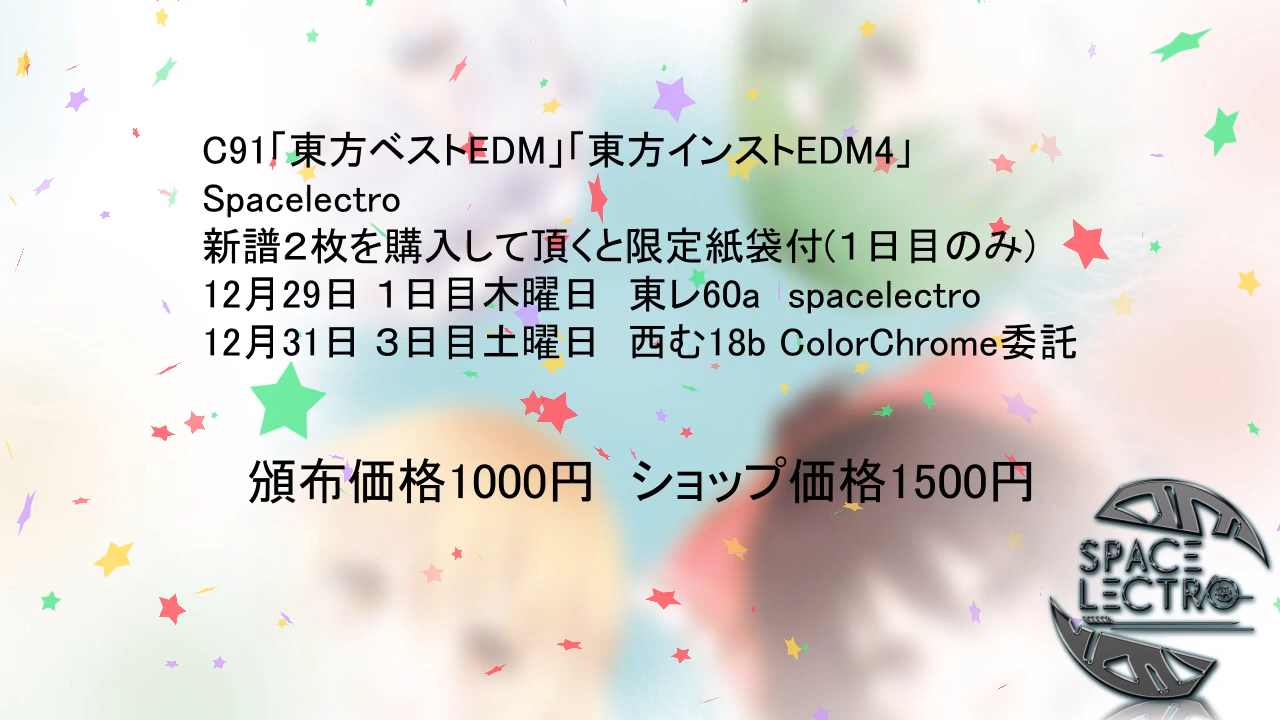 C91｢東方ベストEDM｣｢東方インストEDM4｣
Spacelectro
新譜２枚を購入して頂くと限定紙袋付(１日目のみ)
12月29日 １日目木曜日　東レ60a　spacelectro
12月31日 ３日目土曜日　西む18b ColorChrome委託
頒布価格1000円　ショップ価格1500円
SPACE
LECTRO